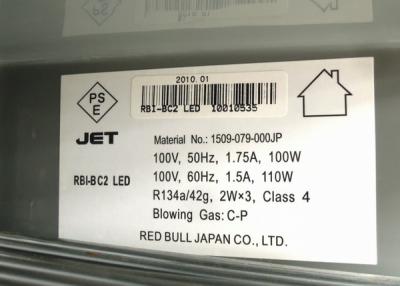 2010.01
RBI-BC2 LED 10010535
PS
E
JET
Material No.: 1509-079-000JP
100V, 50Hz, 1.75A, 100W
100V, 60Hz, 1.5A, 110W
RBI-BC2 LED
R134a/42g, 2W×3, Class 4
Blowing Gas: C-P
RED BULL JAPAN CO., LTD.